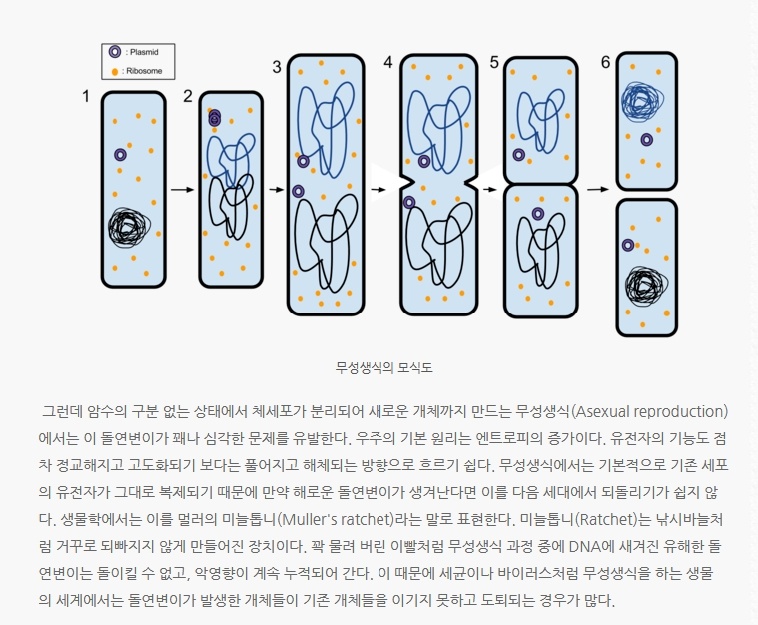 : Plasmid
: Ribosome
1
2
3
4
5
6
무성생식의 모식도
그런데 암수의 구분 없는 상태에서 체세포가 분리되어 새로운 개체까지 만드는 무성생식(Asexual reproduction)
에서는 이 돌연변이가 꽤나 심각한 문제를 유발한다. 우주의 기본 원리는 엔트로피의 증가이다. 유전자의 기능도 점
차 정교해지고 고도화되기 보다는 풀어지고 해체되는 방향으로 흐르기 쉽다. 무성생식에서는 기본적으로 기존 세포
의 유전자가 그대로 복제되기 때문에 만약 해로운 돌연변이가 생겨난다면 이를 다음 세대에서 되돌리기가 쉽지 않
다. 생물학에서는 이를 멀러의 미늘톱니(Muller's ratchet)라는 말로 표현한다. 미늘톱니(Ratchet)는 낚시바늘처
럼 거꾸로 되빠지지 않게 만들어진 장치이다. 꽉 물려 버린 이빨처럼 무성생식 과정 중에 DNA에 새겨진 유해한 돌
연변이는 돌이킬 수 없고, 악영향이 계속 누적되어 간다. 이 때문에 세균이나 바이러스처럼 무성생식을 하는 생물
의 세계에서는 돌연변이가 발생한 개체들이 기존 개체들을 이기지 못하고 도퇴되는 경우가 많다.